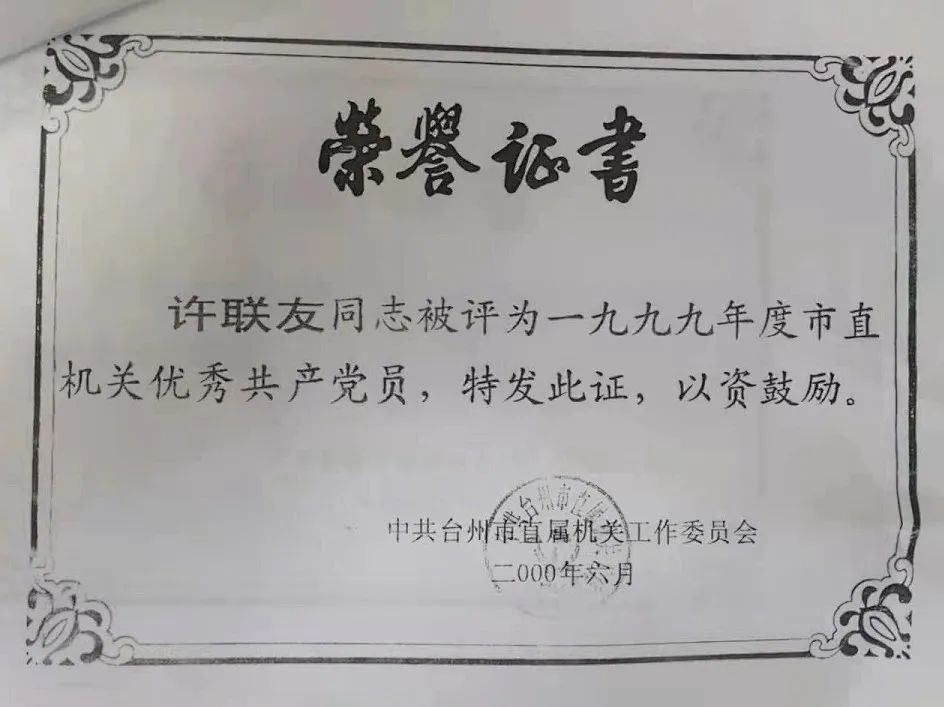 榮譽证书
许联友同志被评为一九九九年度市直
机关优秀共产党员，特发此证，以资鼓励。
中共台州市直属机关工作委员会
二000年六月